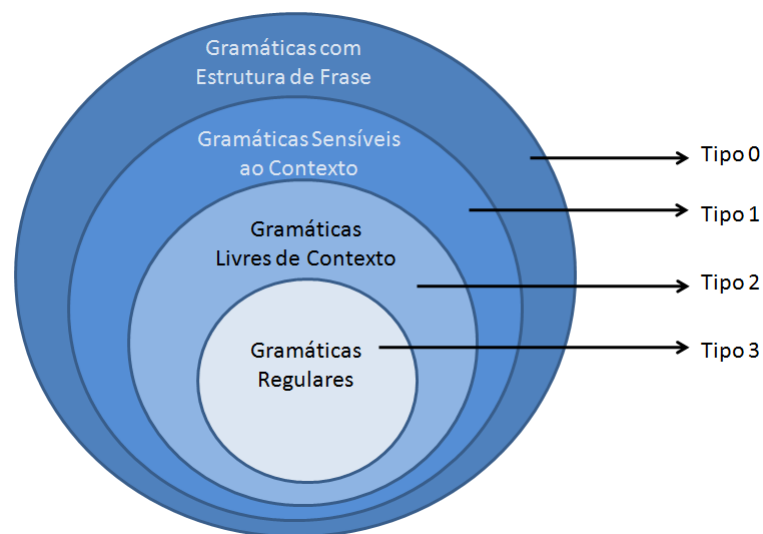 Gramáticas com
Estrutura de Frase
Gramáticas Sensíveis
ao Contexto
Tipo 0
Tipo 1
Gramáticas
Livres de Contexto
Tipo 2
Gramáticas
Regulares
Tipo 3